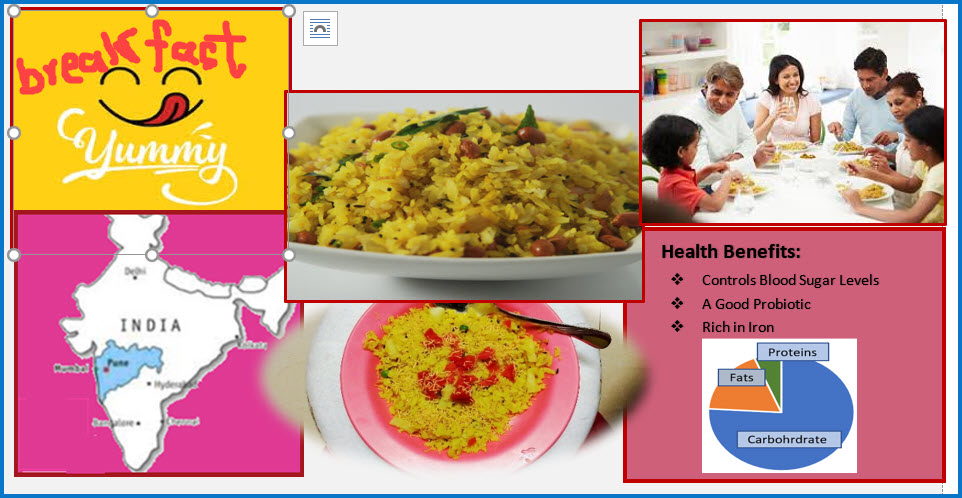 breakfast
Yummy
Delhi
INDIA
Kolkata
Mumbai
Pune
Hyderabad
Bangalore
Chennai
Health Benefits:
❖ Controls Blood Sugar Levels
❖ A Good Probiotic
❖ Rich in Iron
Proteins
Fats
Carbohrdrate